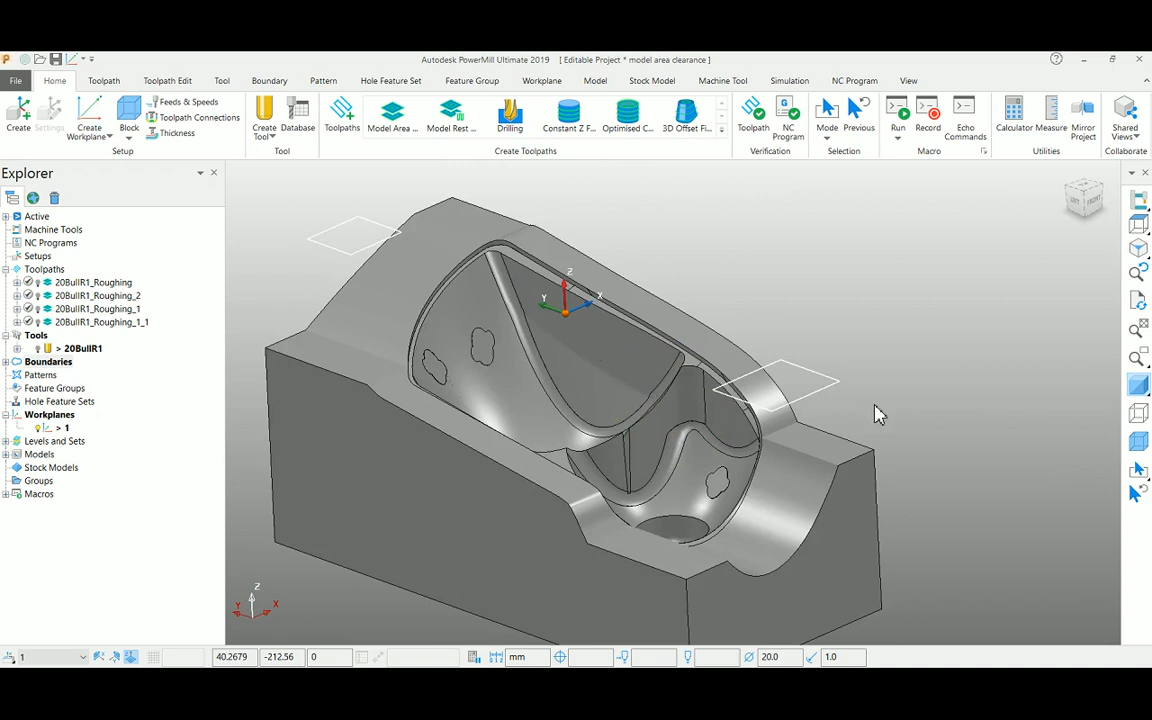 Autodesk PowerMill Ultimate 2019 [ Editable Project * model area clearance ]
File Home Toolpath Toolpath Edit Tool Boundary Pattern Hole Feature Set Feature Group Workplane Model Stock Model Machine Tool Simulation NC Program View
Create
Settings
Create Workplane
Block
Feeds & Speeds
Toolpath Connections
Thickness
Setup
Create Tool
Database
Tool
Toolpaths
Model Area ...
Model Rest ...
Drilling
Constant Z F...
Optimised C...
3D Offset Fi...
Create Toolpaths
Toolpath
NC Program
Verification
Mode
Previous
Selection
Run
Record
Echo Commands
Macro
Calculator
Measure
Mirror Project
Utilities
Shared Views
Collaborate
Explorer
Active
Machine Tools
NC Programs
Setups
Toolpaths
20BullR1_Roughing
20BullR1_Roughing_2
20BullR1_Roughing_1
20BullR1_Roughing_1_1
Tools
> 20BullR1
Boundaries
Patterns
Feature Groups
Hole Feature Sets
Workplanes
> 1
Levels and Sets
Models
Stock Models
Groups
Macros
Z
Y
X
LEFT
FRONT
Z
Y
X
1
40.2679
-212.56
0
mm
20.0
1.0